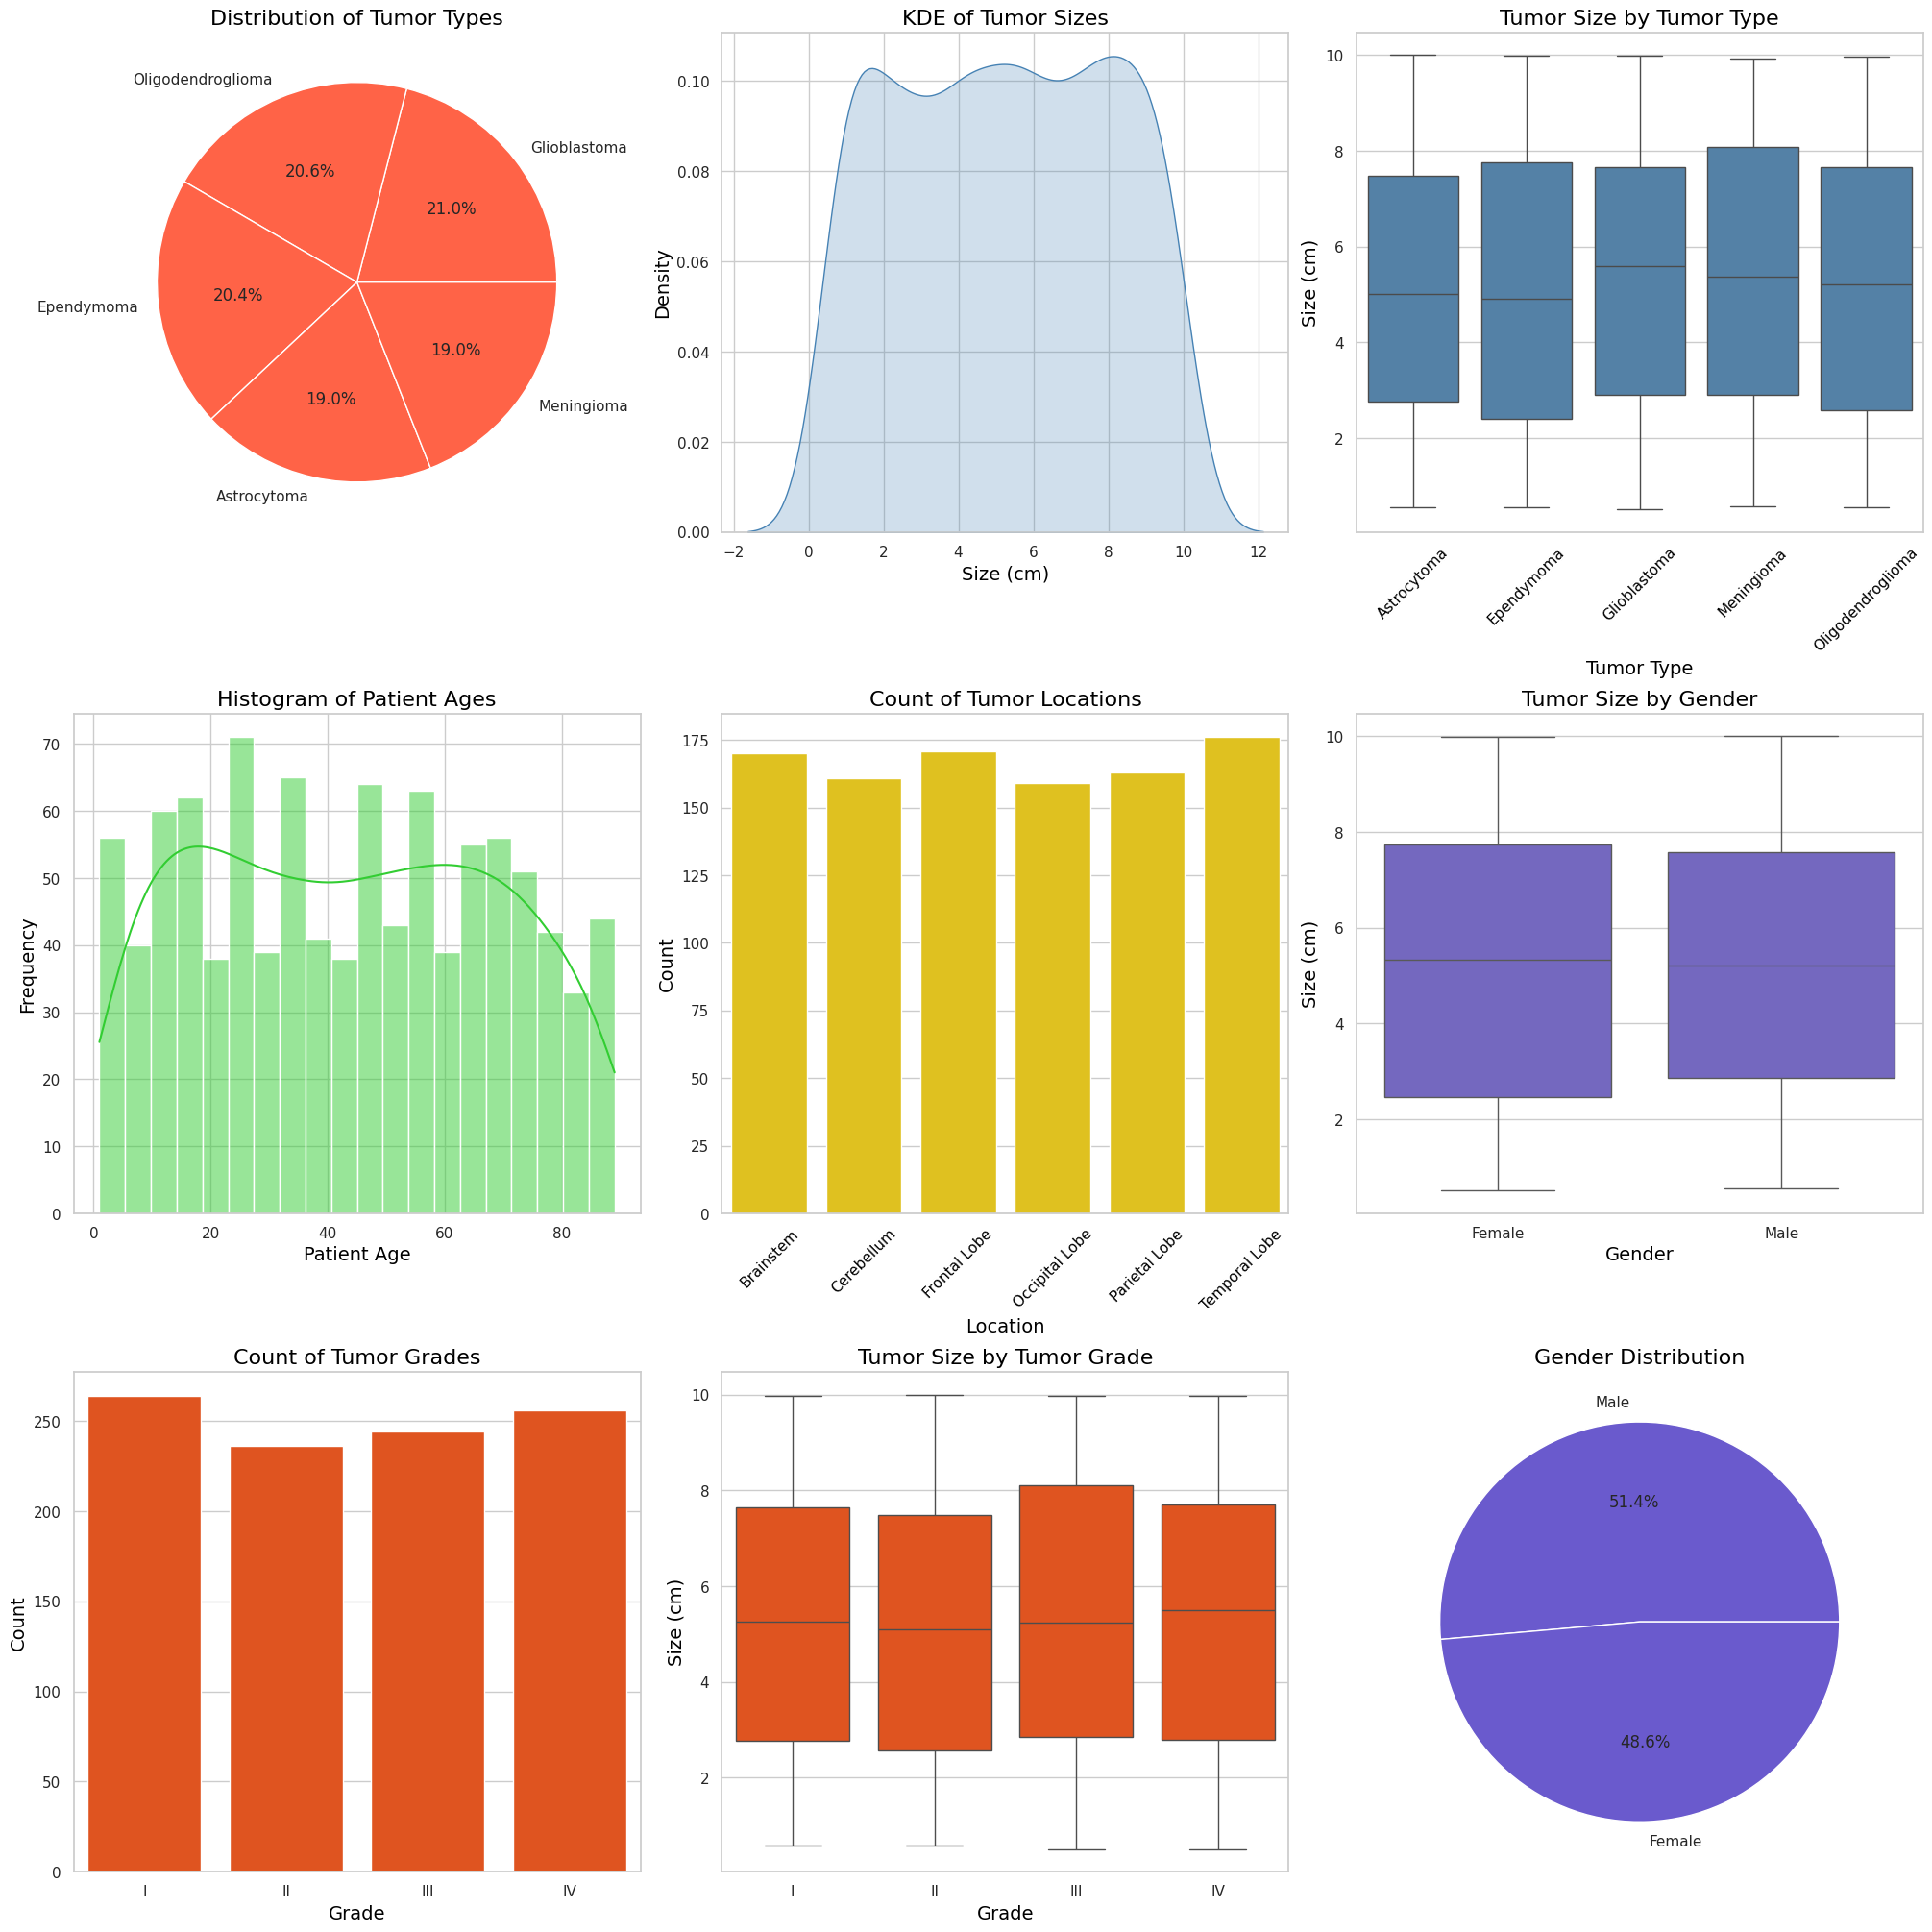 Distribution of Tumor Types
Oligodendroglioma
Glioblastoma
20.6%
21.0%
20.4%
Ependymoma
19.0%
19.0%
Meningioma
Astrocytoma
KDE of Tumor Sizes
Density
0.10
0.08
0.06
0.04
0.02
0.00
−2 0 2 4 6 8 10 12
Size (cm)
Tumor Size by Tumor Type
Size (cm)
10
8
6
4
2
Astrocytoma
Ependymoma
Glioblastoma
Meningioma
Oligodendroglioma
Tumor Type
Histogram of Patient Ages
Frequency
70
60
50
40
30
20
10
0
0 20 40 60 80
Patient Age
Count of Tumor Locations
Count
175
150
125
100
75
50
25
0
Brainstem
Cerebellum
Frontal Lobe
Occipital Lobe
Parietal Lobe
Temporal Lobe
Location
Tumor Size by Gender
Size (cm)
10
8
6
4
2
Female Male
Gender
Count of Tumor Grades
Count
250
200
150
100
50
0
I II III IV
Grade
Tumor Size by Tumor Grade
Size (cm)
10
8
6
4
2
I II III IV
Grade
Gender Distribution
Male
51.4%
48.6%
Female